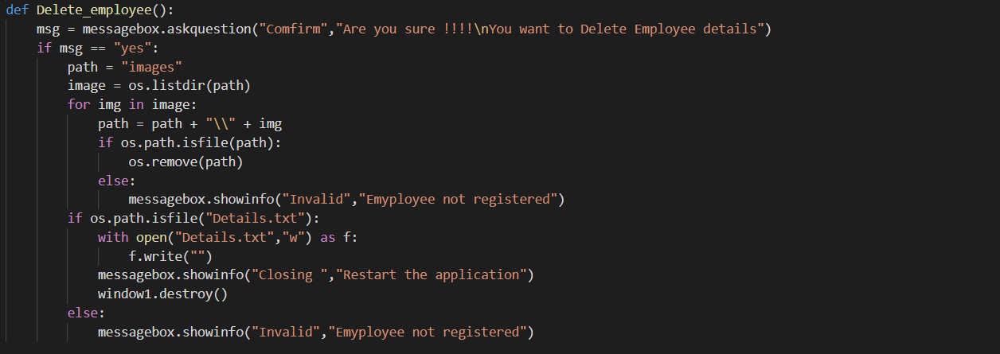 def Delete_employee():
    msg = messagebox.askquestion("Comfirm","Are you sure !!!!\nYou want to Delete Employee details")
    if msg == "yes":
        path = "images"
        image = os.listdir(path)
        for img in image:
            path = path + "\\" + img
            if os.path.isfile(path):
                os.remove(path)
            else:
                messagebox.showinfo("Invalid","Emyployee not registered")
        if os.path.isfile("Details.txt"):
            with open("Details.txt","w") as f:
                f.write("")
            messagebox.showinfo("Closing ","Restart the application")
            window1.destroy()
        else:
            messagebox.showinfo("Invalid","Emyployee not registered")